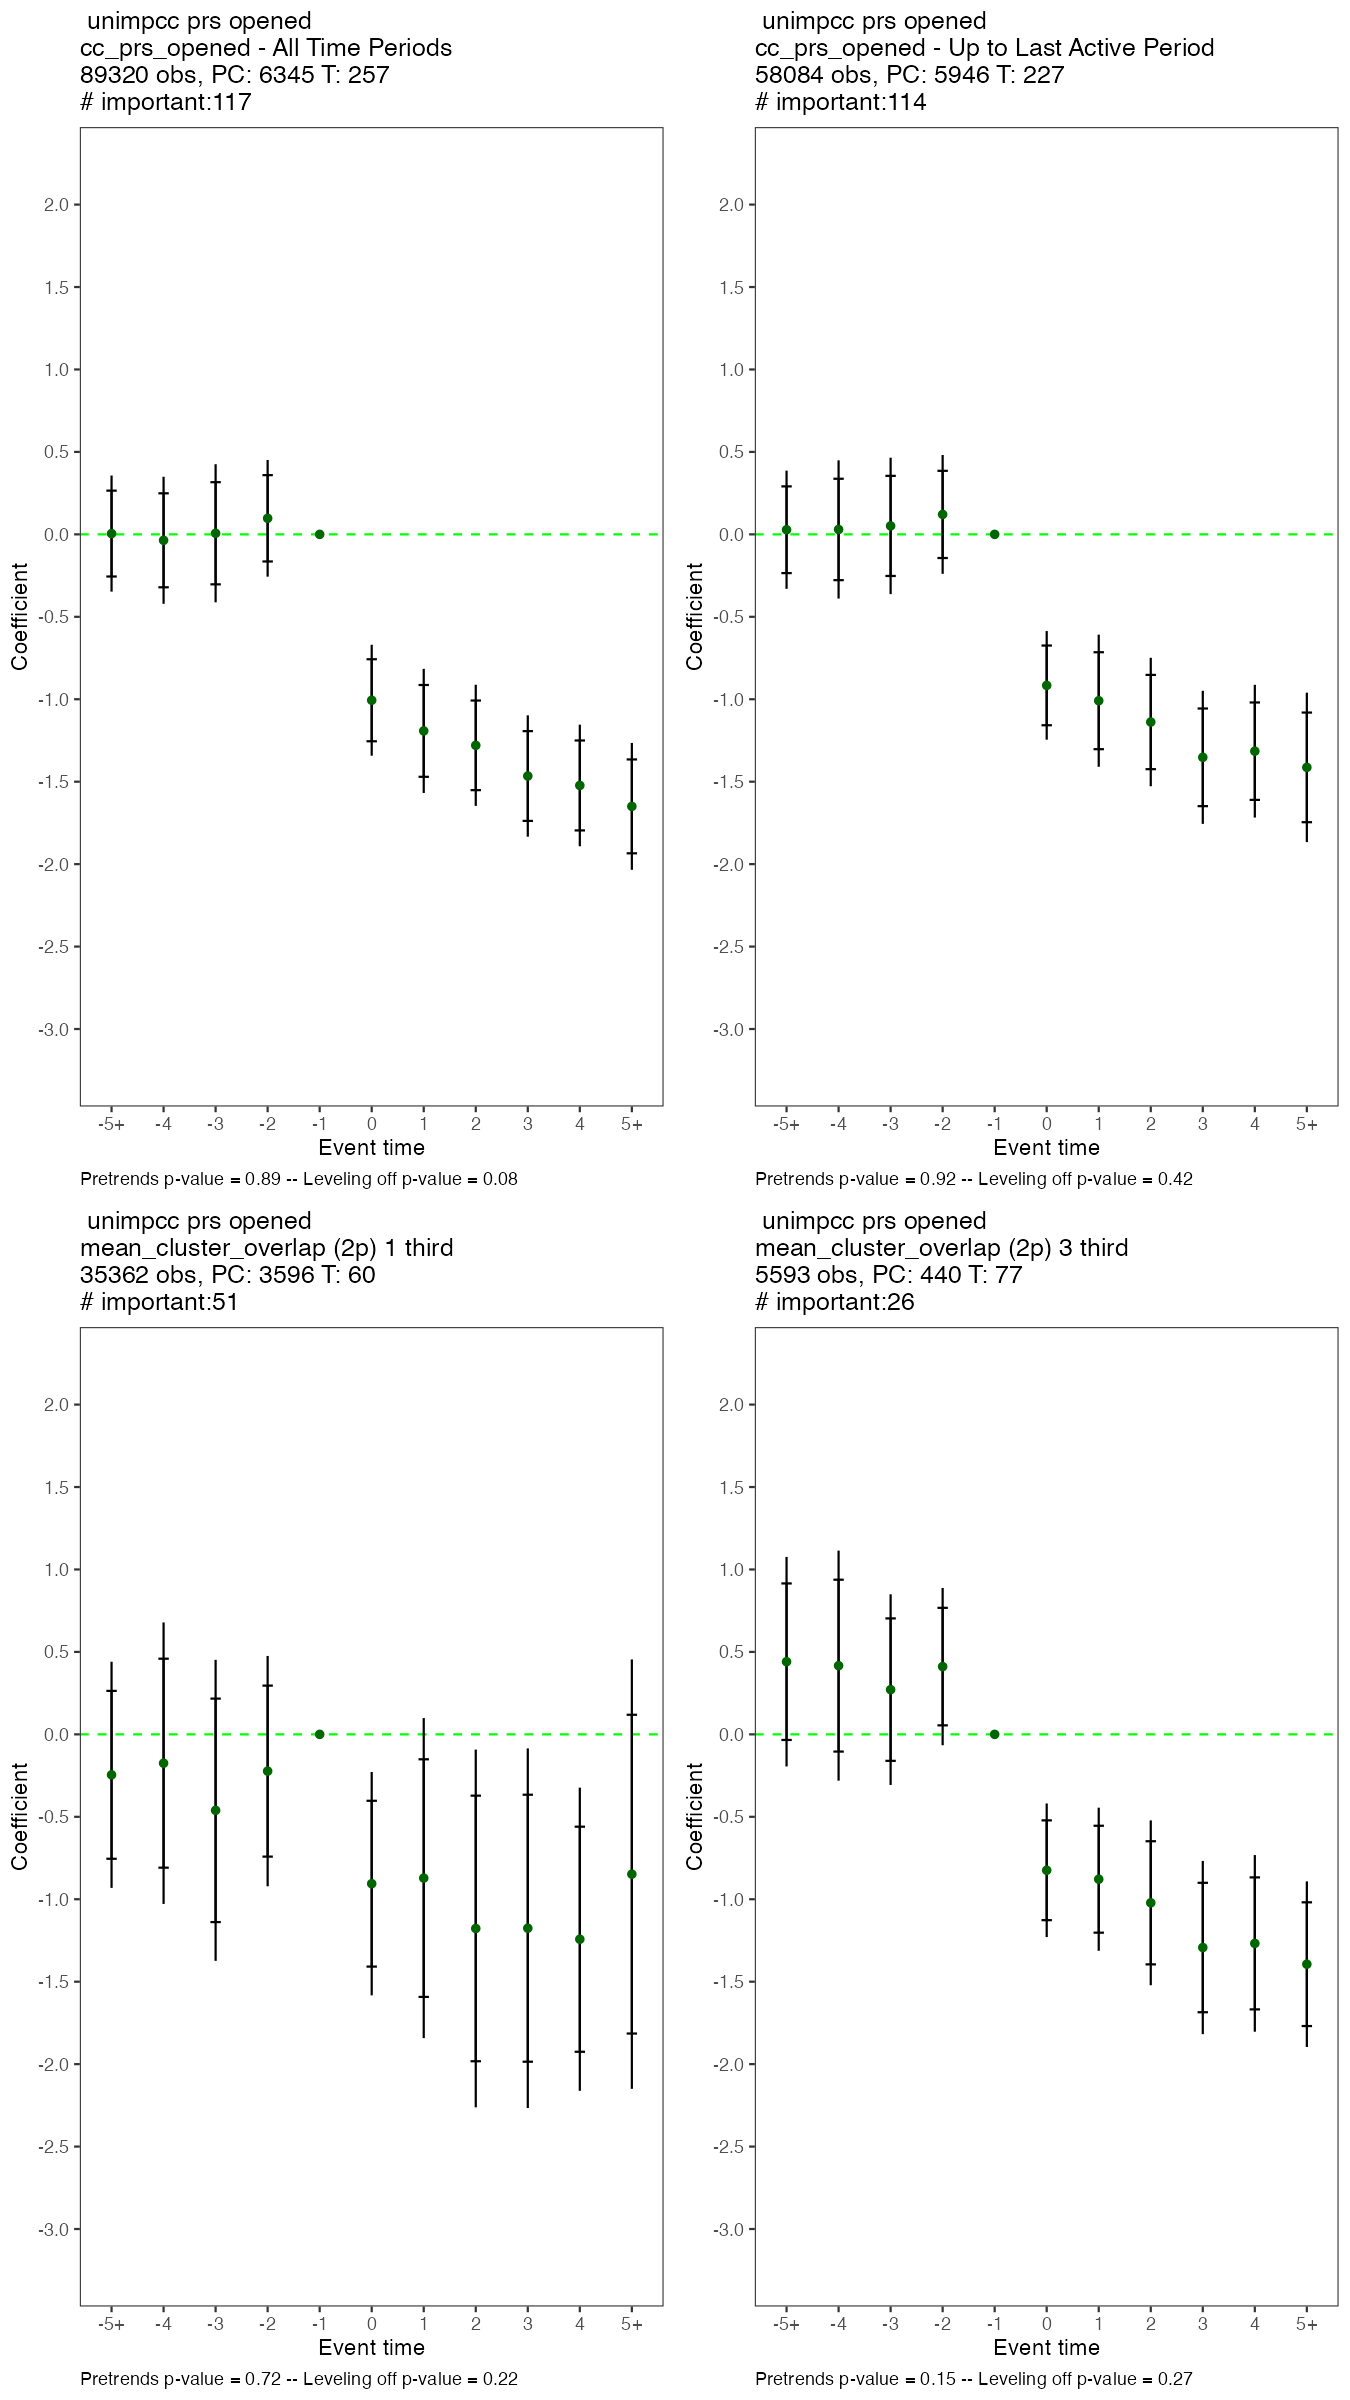 unimpcc prs opened
cc_prs_opened - All Time Periods
89320 obs, PC: 6345 T: 257
# important:117
2.0
1.5
1.0
0.5
0.0
-0.5
-1.0
-1.5
-2.0
-2.5
-3.0
Coefficient
-5+ -4 -3 -2 -1 0 1 2 3 4 5+
Event time
Pretrends p-value = 0.89 -- Leveling off p-value = 0.08
unimpcc prs opened
cc_prs_opened - Up to Last Active Period
58084 obs, PC: 5946 T: 227
# important:114
2.0
1.5
1.0
0.5
0.0
-0.5
-1.0
-1.5
-2.0
-2.5
-3.0
Coefficient
-5+ -4 -3 -2 -1 0 1 2 3 4 5+
Event time
Pretrends p-value = 0.92 -- Leveling off p-value = 0.42
unimpcc prs opened
mean_cluster_overlap (2p) 1 third
35362 obs, PC: 3596 T: 60
# important:51
2.0
1.5
1.0
0.5
0.0
-0.5
-1.0
-1.5
-2.0
-2.5
-3.0
Coefficient
-5+ -4 -3 -2 -1 0 1 2 3 4 5+
Event time
Pretrends p-value = 0.72 -- Leveling off p-value = 0.22
unimpcc prs opened
mean_cluster_overlap (2p) 3 third
5593 obs, PC: 440 T: 77
# important:26
2.0
1.5
1.0
0.5
0.0
-0.5
-1.0
-1.5
-2.0
-2.5
-3.0
Coefficient
-5+ -4 -3 -2 -1 0 1 2 3 4 5+
Event time
Pretrends p-value = 0.15 -- Leveling off p-value = 0.27